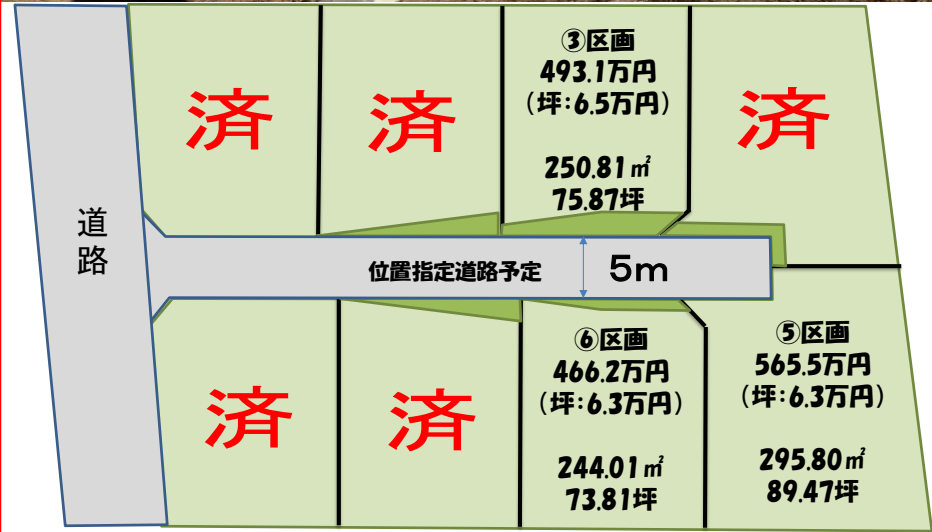 道路
済
済
③区画
493.1万円
(坪:6.5万円)
250.81㎡
75.87坪
済
位置指定道路予定
5m
済
済
⑥区画
466.2万円
(坪:6.3万円)
244.01㎡
73.81坪
⑤区画
565.5万円
(坪:6.3万円)
295.80㎡
89.47坪